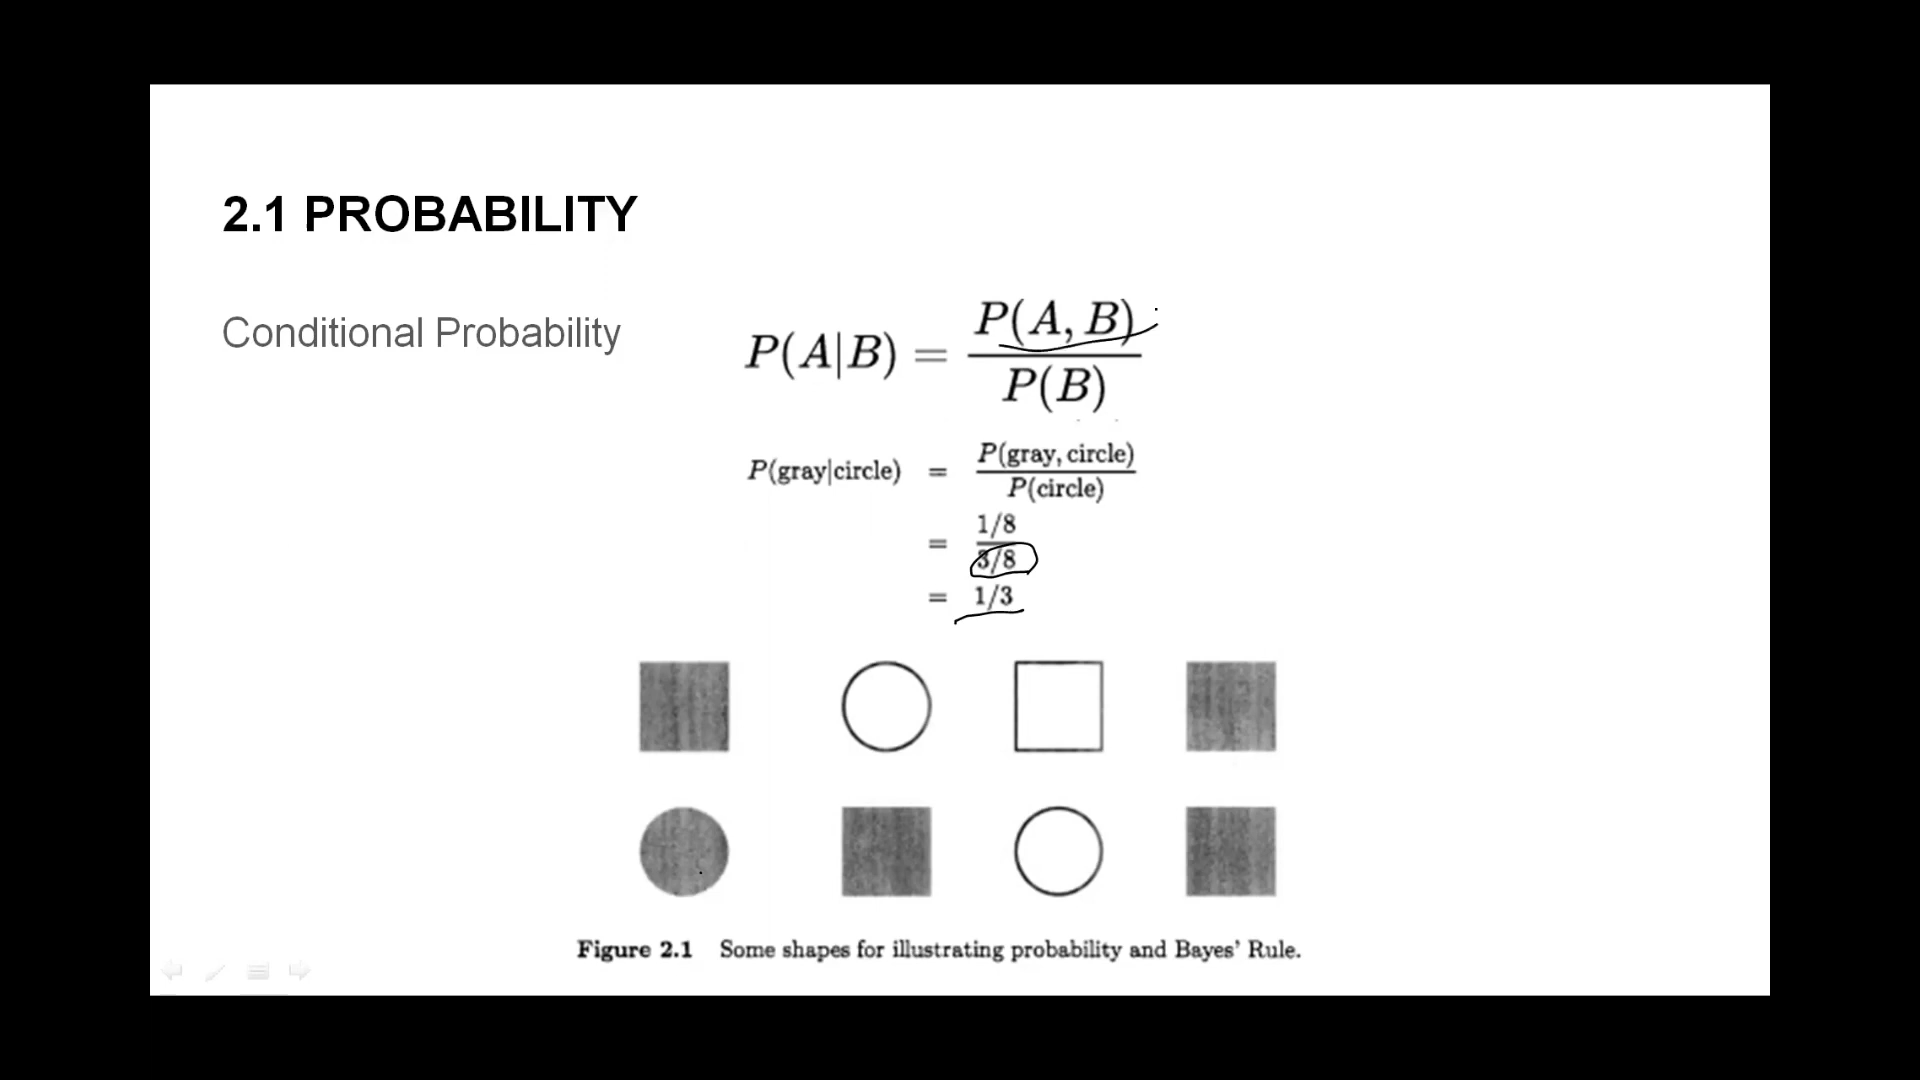 2.1 PROBABILITY
Conditional Probability
P(A|B) = P(A, B) / P(B)
P(gray|circle) = P(gray, circle) / P(circle)
= 1/8 / 3/8
= 1/3
Figure 2.1 Some shapes for illustrating probability and Bayes' Rule.